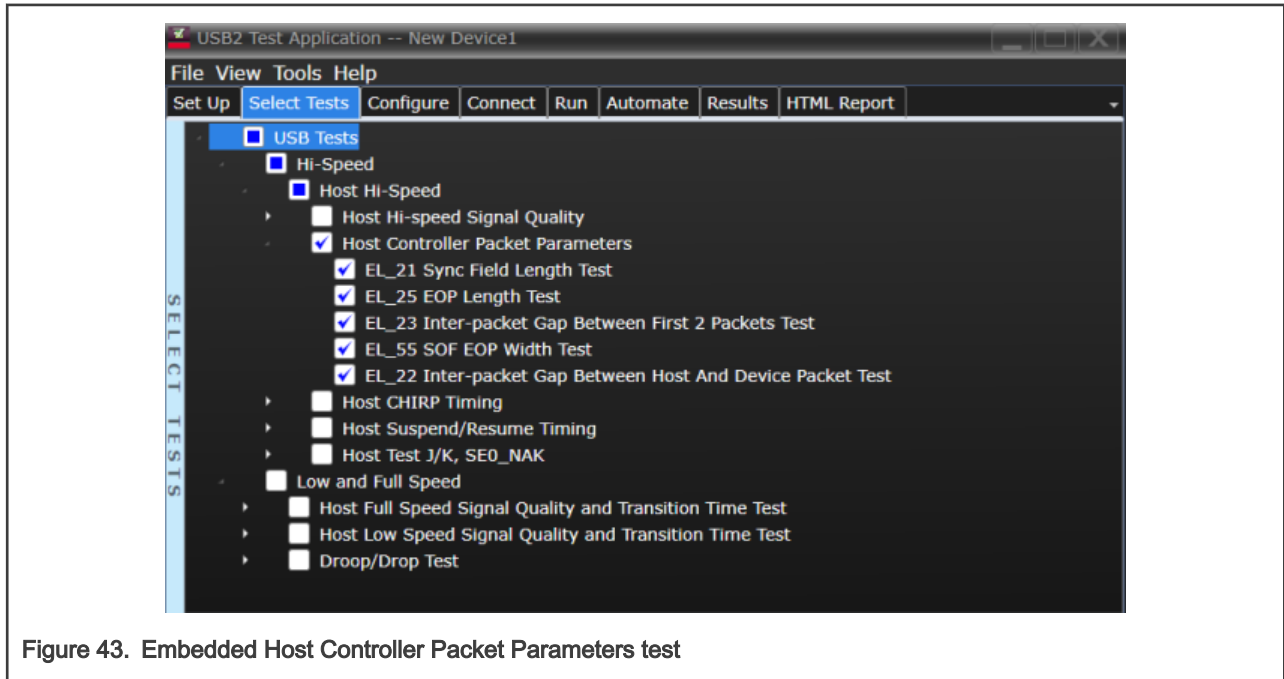 USB2 Test Application -- New Device1
File View Tools Help
Set Up Select Tests Configure Connect Run Automate Results HTML Report
SELECT TESTS
USB Tests
Hi-Speed
Host Hi-Speed
Host Hi-speed Signal Quality
Host Controller Packet Parameters
EL_21 Sync Field Length Test
EL_25 EOP Length Test
EL_23 Inter-packet Gap Between First 2 Packets Test
EL_55 SOF EOP Width Test
EL_22 Inter-packet Gap Between Host And Device Packet Test
Host CHIRP Timing
Host Suspend/Resume Timing
Host Test J/K, SE0_NAK
Low and Full Speed
Host Full Speed Signal Quality and Transition Time Test
Host Low Speed Signal Quality and Transition Time Test
Droop/Drop Test
Figure 43. Embedded Host Controller Packet Parameters test